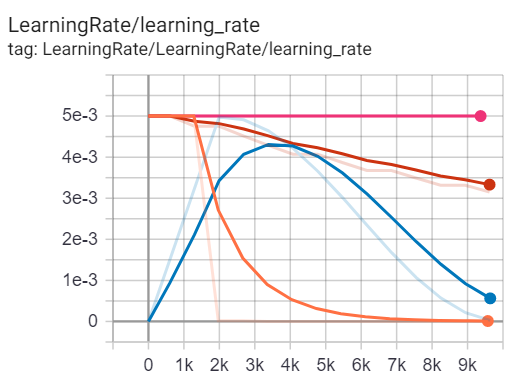 LearningRate/learning_rate
tag: LearningRate/LearningRate/learning_rate
5e-3
4e-3
3e-3
2e-3
1e-3
0
0 1k 2k 3k 4k 5k 6k 7k 8k 9k